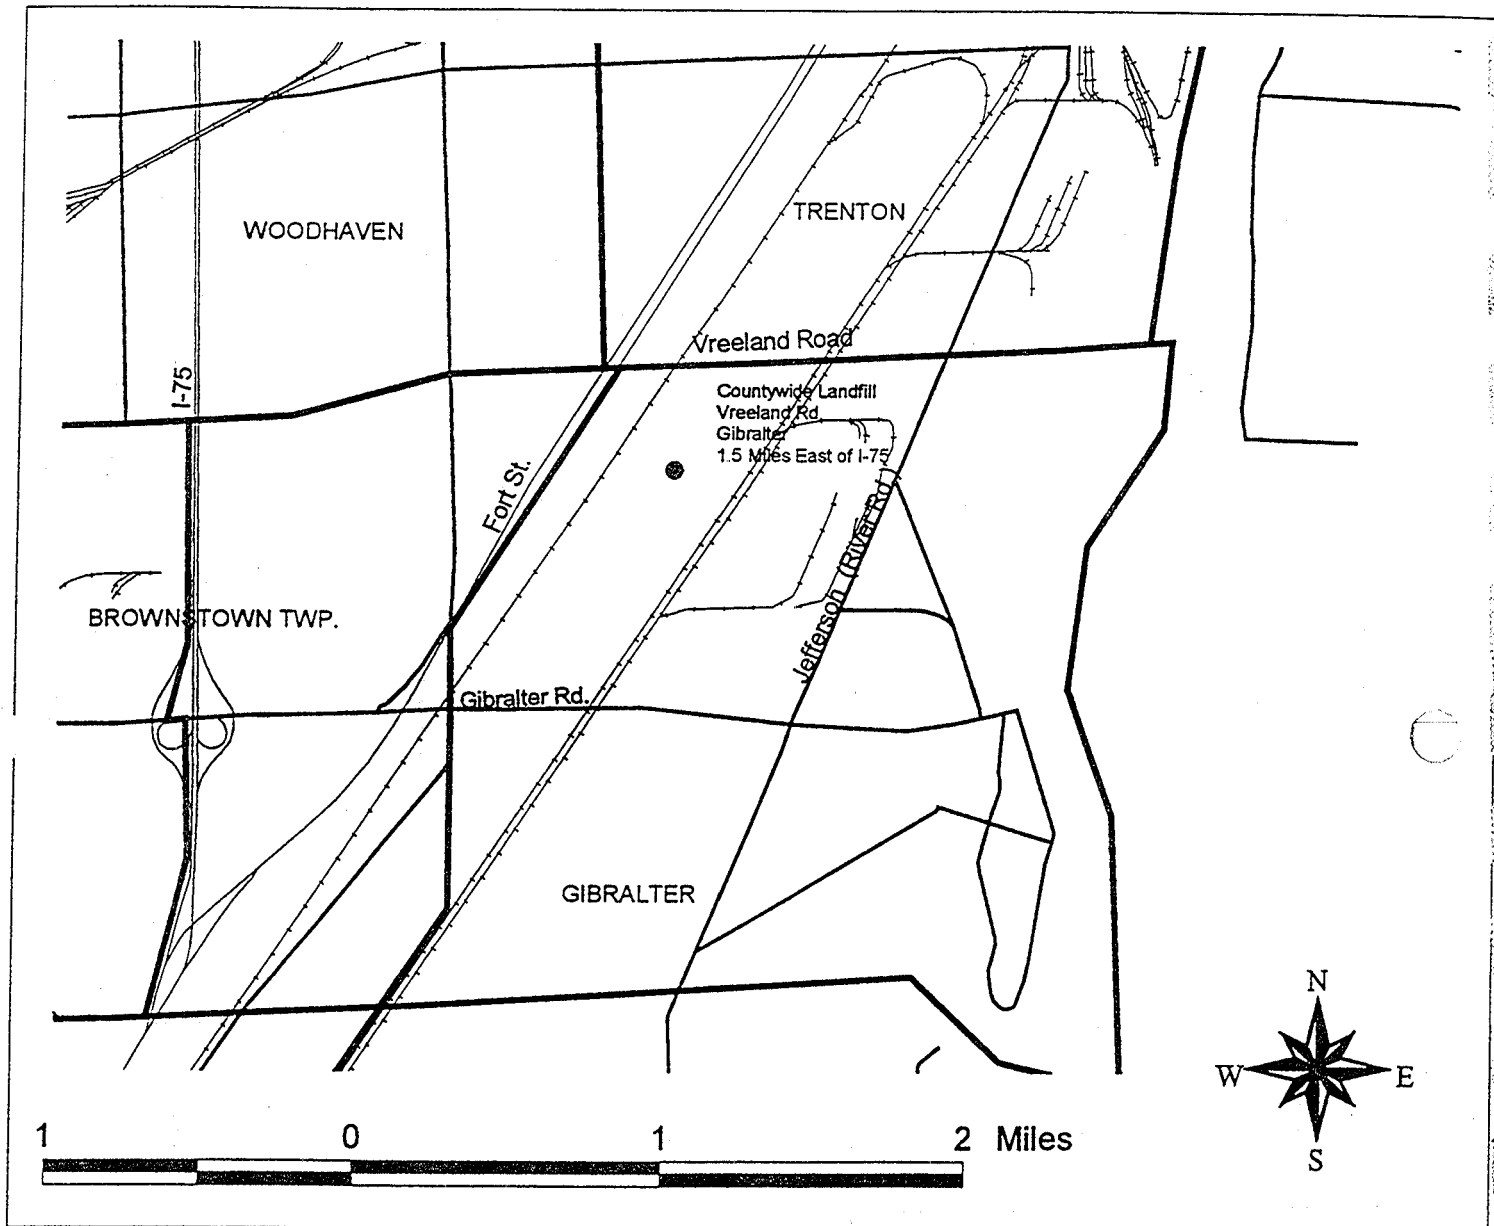 WOODHAVEN
TRENTON
I-75
Vreeland Road
Countywide Landfill
Vreeland Rd
Gibralter
1.5 Miles East of I-75
Fort St.
Jefferson (River Rd.)
BROWNSTOWN TWP.
Gibralter Rd.
GIBRALTER
N
W E
S
1 0 1 2 Miles